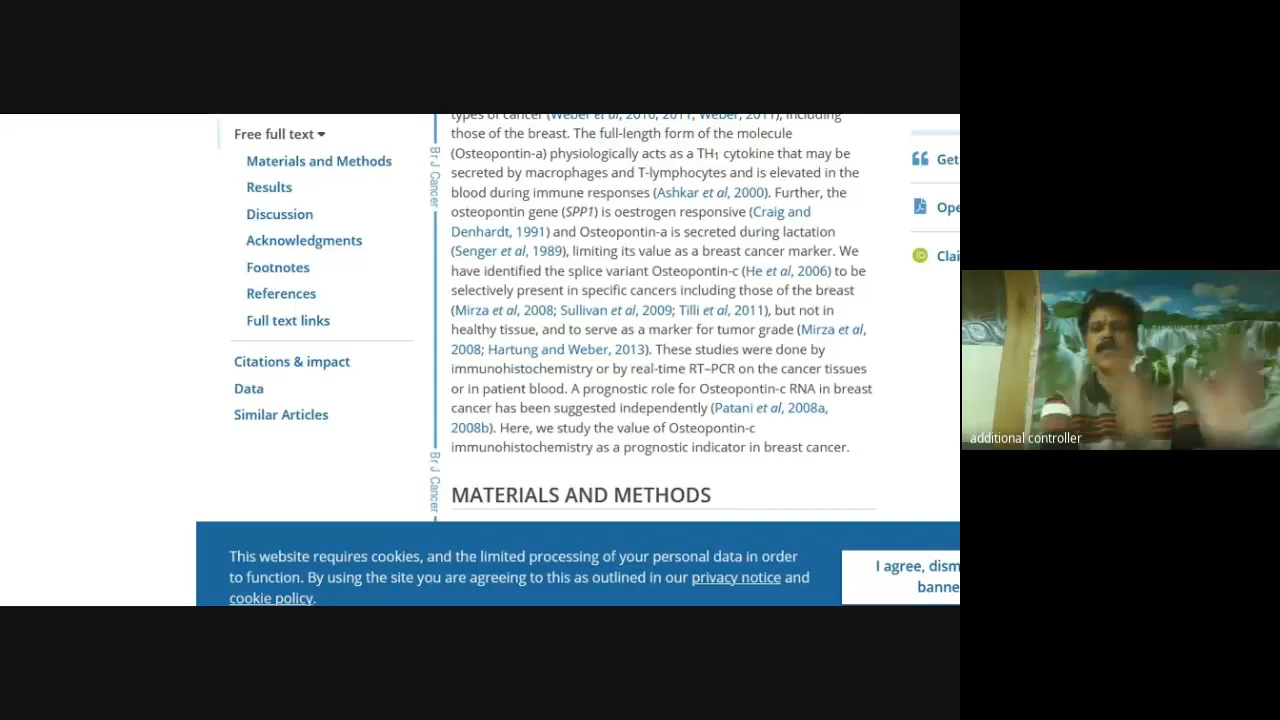 Free full text
Materials and Methods
Results
Discussion
Acknowledgments
Footnotes
References
Full text links
Citations & impact
Data
Similar Articles
Br J Cancer
Br J Cancer
types of cancer (Weber et al, 2010, 2011; Weber, 2011), including
those of the breast. The full-length form of the molecule
(Osteopontin-a) physiologically acts as a TH1 cytokine that may be
secreted by macrophages and T-lymphocytes and is elevated in the
blood during immune responses (Ashkar et al, 2000). Further, the
osteopontin gene (SPP1) is oestrogen responsive (Craig and
Denhardt, 1991) and Osteopontin-a is secreted during lactation
(Senger et al, 1989), limiting its value as a breast cancer marker. We
have identified the splice variant Osteopontin-c (He et al, 2006) to be
selectively present in specific cancers including those of the breast
(Mirza et al, 2008; Sullivan et al, 2009; Tilli et al, 2011), but not in
healthy tissue, and to serve as a marker for tumor grade (Mirza et al,
2008; Hartung and Weber, 2013). These studies were done by
immunohistochemistry or by real-time RT–PCR on the cancer tissues
or in patient blood. A prognostic role for Osteopontin-c RNA in breast
cancer has been suggested independently (Patani et al, 2008a,
2008b). Here, we study the value of Osteopontin-c
immunohistochemistry as a prognostic indicator in breast cancer.
MATERIALS AND METHODS
Get
Ope
Clai
This website requires cookies, and the limited processing of your personal data in order
to function. By using the site you are agreeing to this as outlined in our privacy notice and
cookie policy.
I agree, dism
banne
additional controller